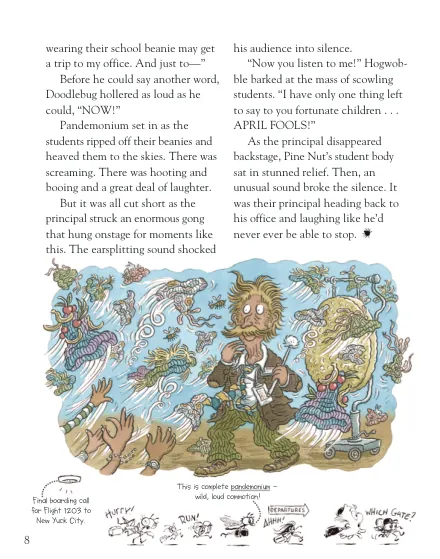 wearing their school beanie may get
a trip to my office. And just to—”
Before he could say another word,
Doodlebug hollered as loud as he
could, “NOW!”
Pandemonium set in as the
students ripped off their beanies and
heaved them to the skies. There was
screaming. There was hooting and
booing and a great deal of laughter.
But it was all cut short as the
principal struck an enormous gong
that hung onstage for moments like
this. The earsplitting sound shocked
his audience into silence.
“Now you listen to me!” Hogwob-
ble barked at the mass of scowling
students. “I have only one thing left
to say to you fortunate children . . .
APRIL FOOLS!”
As the principal disappeared
backstage, Pine Nut’s student body
sat in stunned relief. Then, an
unusual sound broke the silence. It
was their principal heading back to
his office and laughing like he’d
never ever be able to stop.
Final boarding call
for Flight 1203 to
New Yuck City.
This is complete pandemonium –
wild, loud commotion!
HURRY!
RUN!
AHHH!
DEPARTURES
WHICH GATE?
8